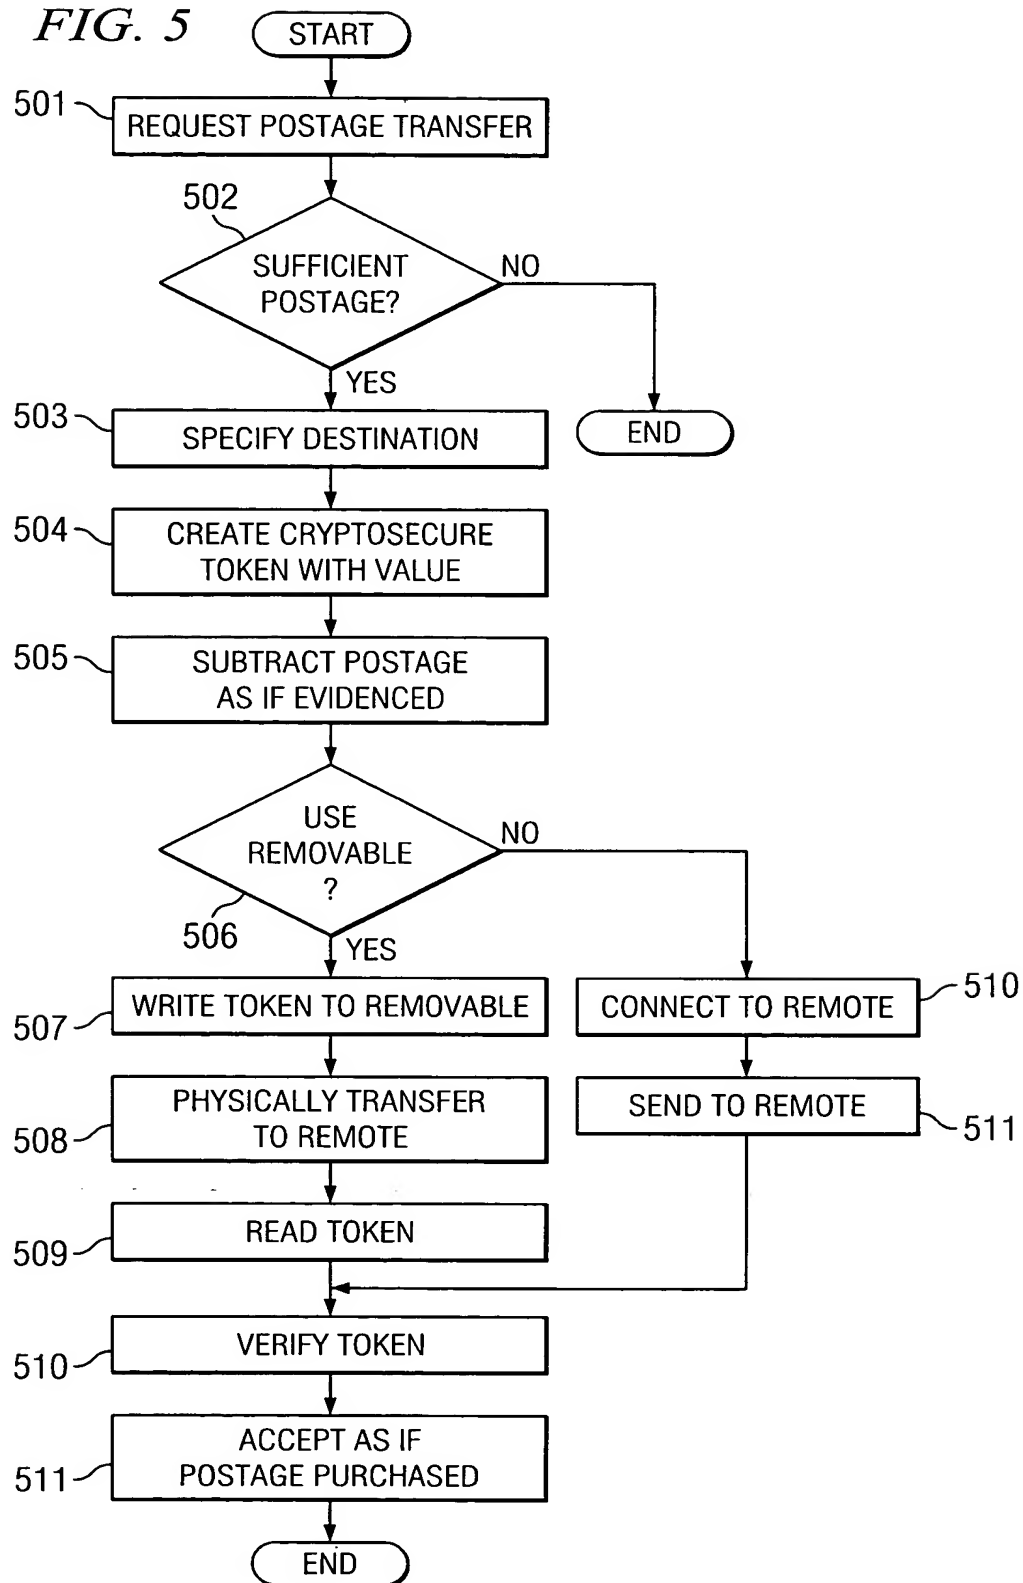 FIG. 5
START
501
REQUEST POSTAGE TRANSFER
502
SUFFICIENT
POSTAGE?
NO
YES
END
503
SPECIFY DESTINATION
504
CREATE CRYPTOSECURE
TOKEN WITH VALUE
505
SUBTRACT POSTAGE
AS IF EVIDENCED
USE
REMOVABLE
?
NO
506
YES
507
WRITE TOKEN TO REMOVABLE
CONNECT TO REMOTE
510
508
PHYSICALLY TRANSFER
TO REMOTE
SEND TO REMOTE
511
509
READ TOKEN
510
VERIFY TOKEN
511
ACCEPT AS IF
POSTAGE PURCHASED
END